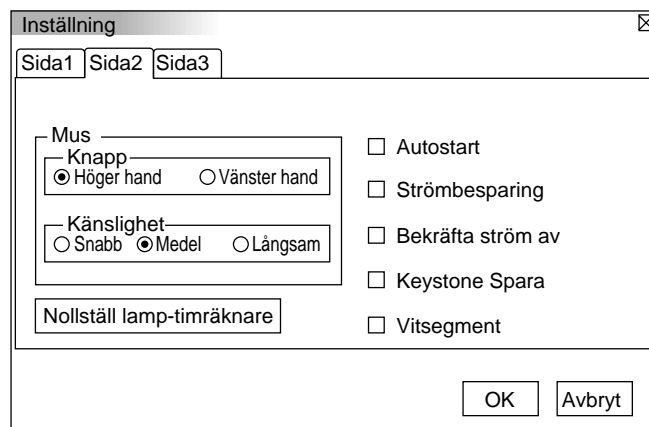 Inställning
Sida1 Sida2 Sida3
Mus
Knapp
Höger hand Vänster hand
Känslighet
Snabb Medel Långsam
Nollställ lamp-timräknare
Autostart
Strömbesparing
Bekräfta ström av
Keystone Spara
Vitsegment
OK Avbryt